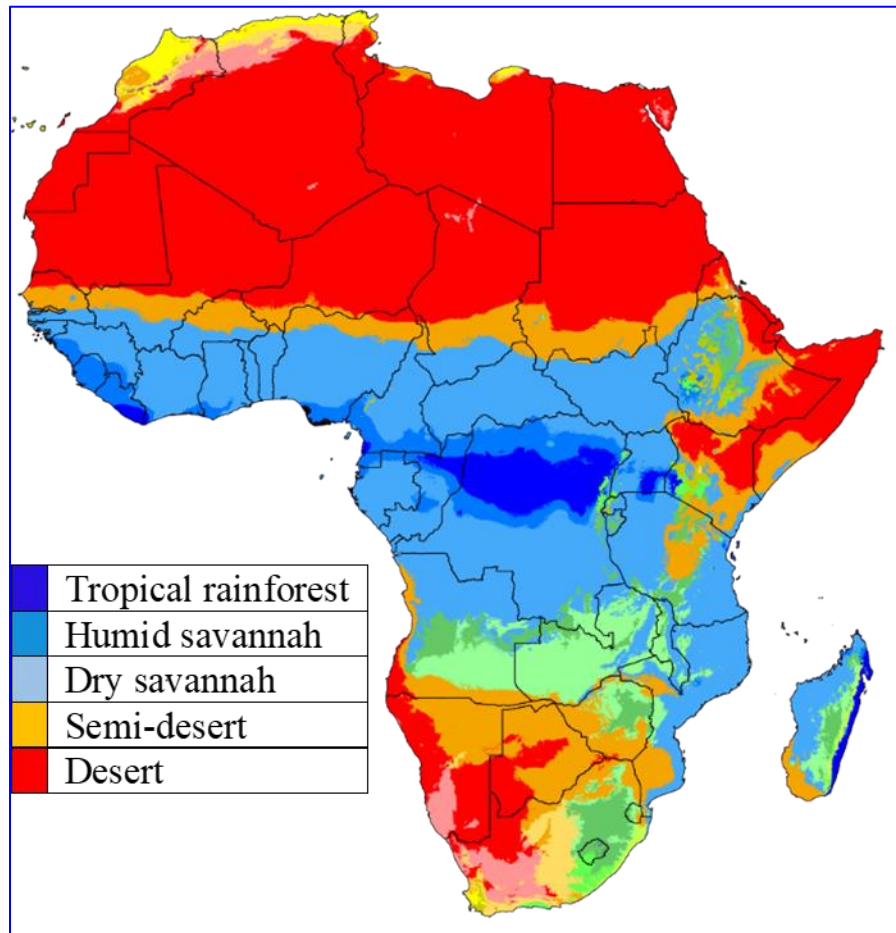 Tropical rainforest
Humid savannah
Dry savannah
Semi-desert
Desert